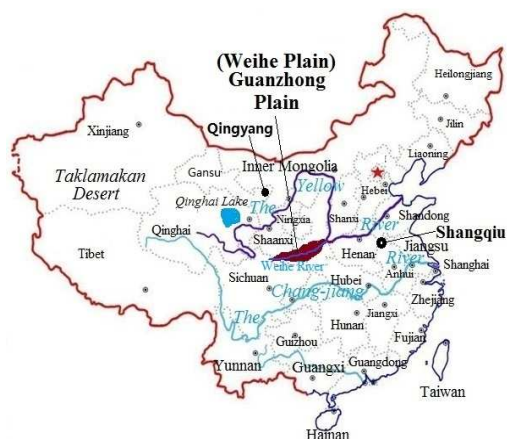 (Weihe Plain)
Guanzhong
Plain
Heilongjiang
Qingyang
Jilin
Xinjiang
Inner Mongolia
Liaoning
Gansu
Taklamakan
Desert
Yellow
Hebei
Qinghai Lake
The
Ningxia
Shanxi
River
Shandong
Qinghai
Shaanxi
Shangqiu
Henan
Jiangsu
Tibet
Weihe River
River
Shanghai
Sichuan
Hubei
Anhui
Chang-jiang
Zhejiang
Thes
Hunan
Jiangxi
Guizhou
Fujian
Yunnan
Guangxi
Guangdong
Taiwan
Hainan